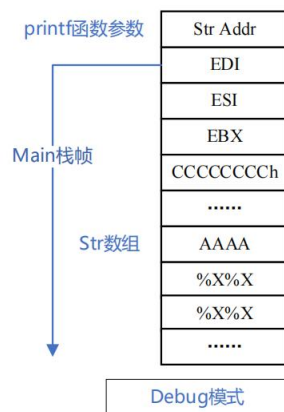 printf函数参数
Str Addr
EDI
ESI
EBX
Main栈帧
CCCCCCCCh
......
Str数组
AAAA
%X%X
%X%X
......
Debug模式